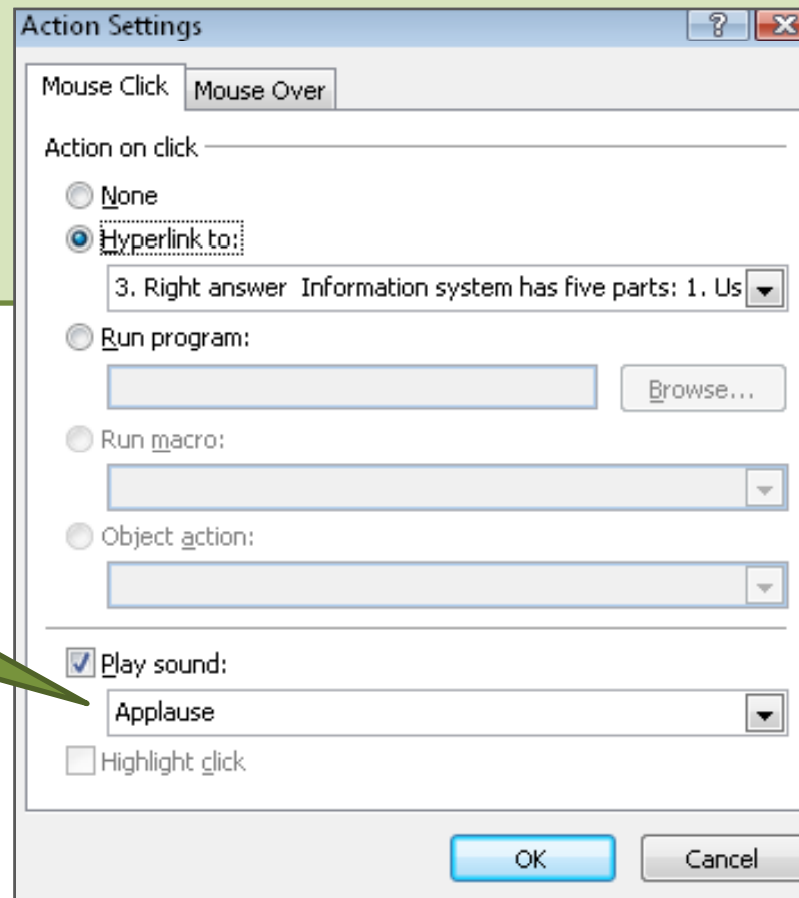 Action Settings
Mouse Click Mouse Over
Action on click
None
Hyperlink to:
3. Right answer Information system has five parts: 1. Us
Run program:
Browse...
Run macro:
Object action:
Play sound:
Applause
Highlight click
OK Cancel